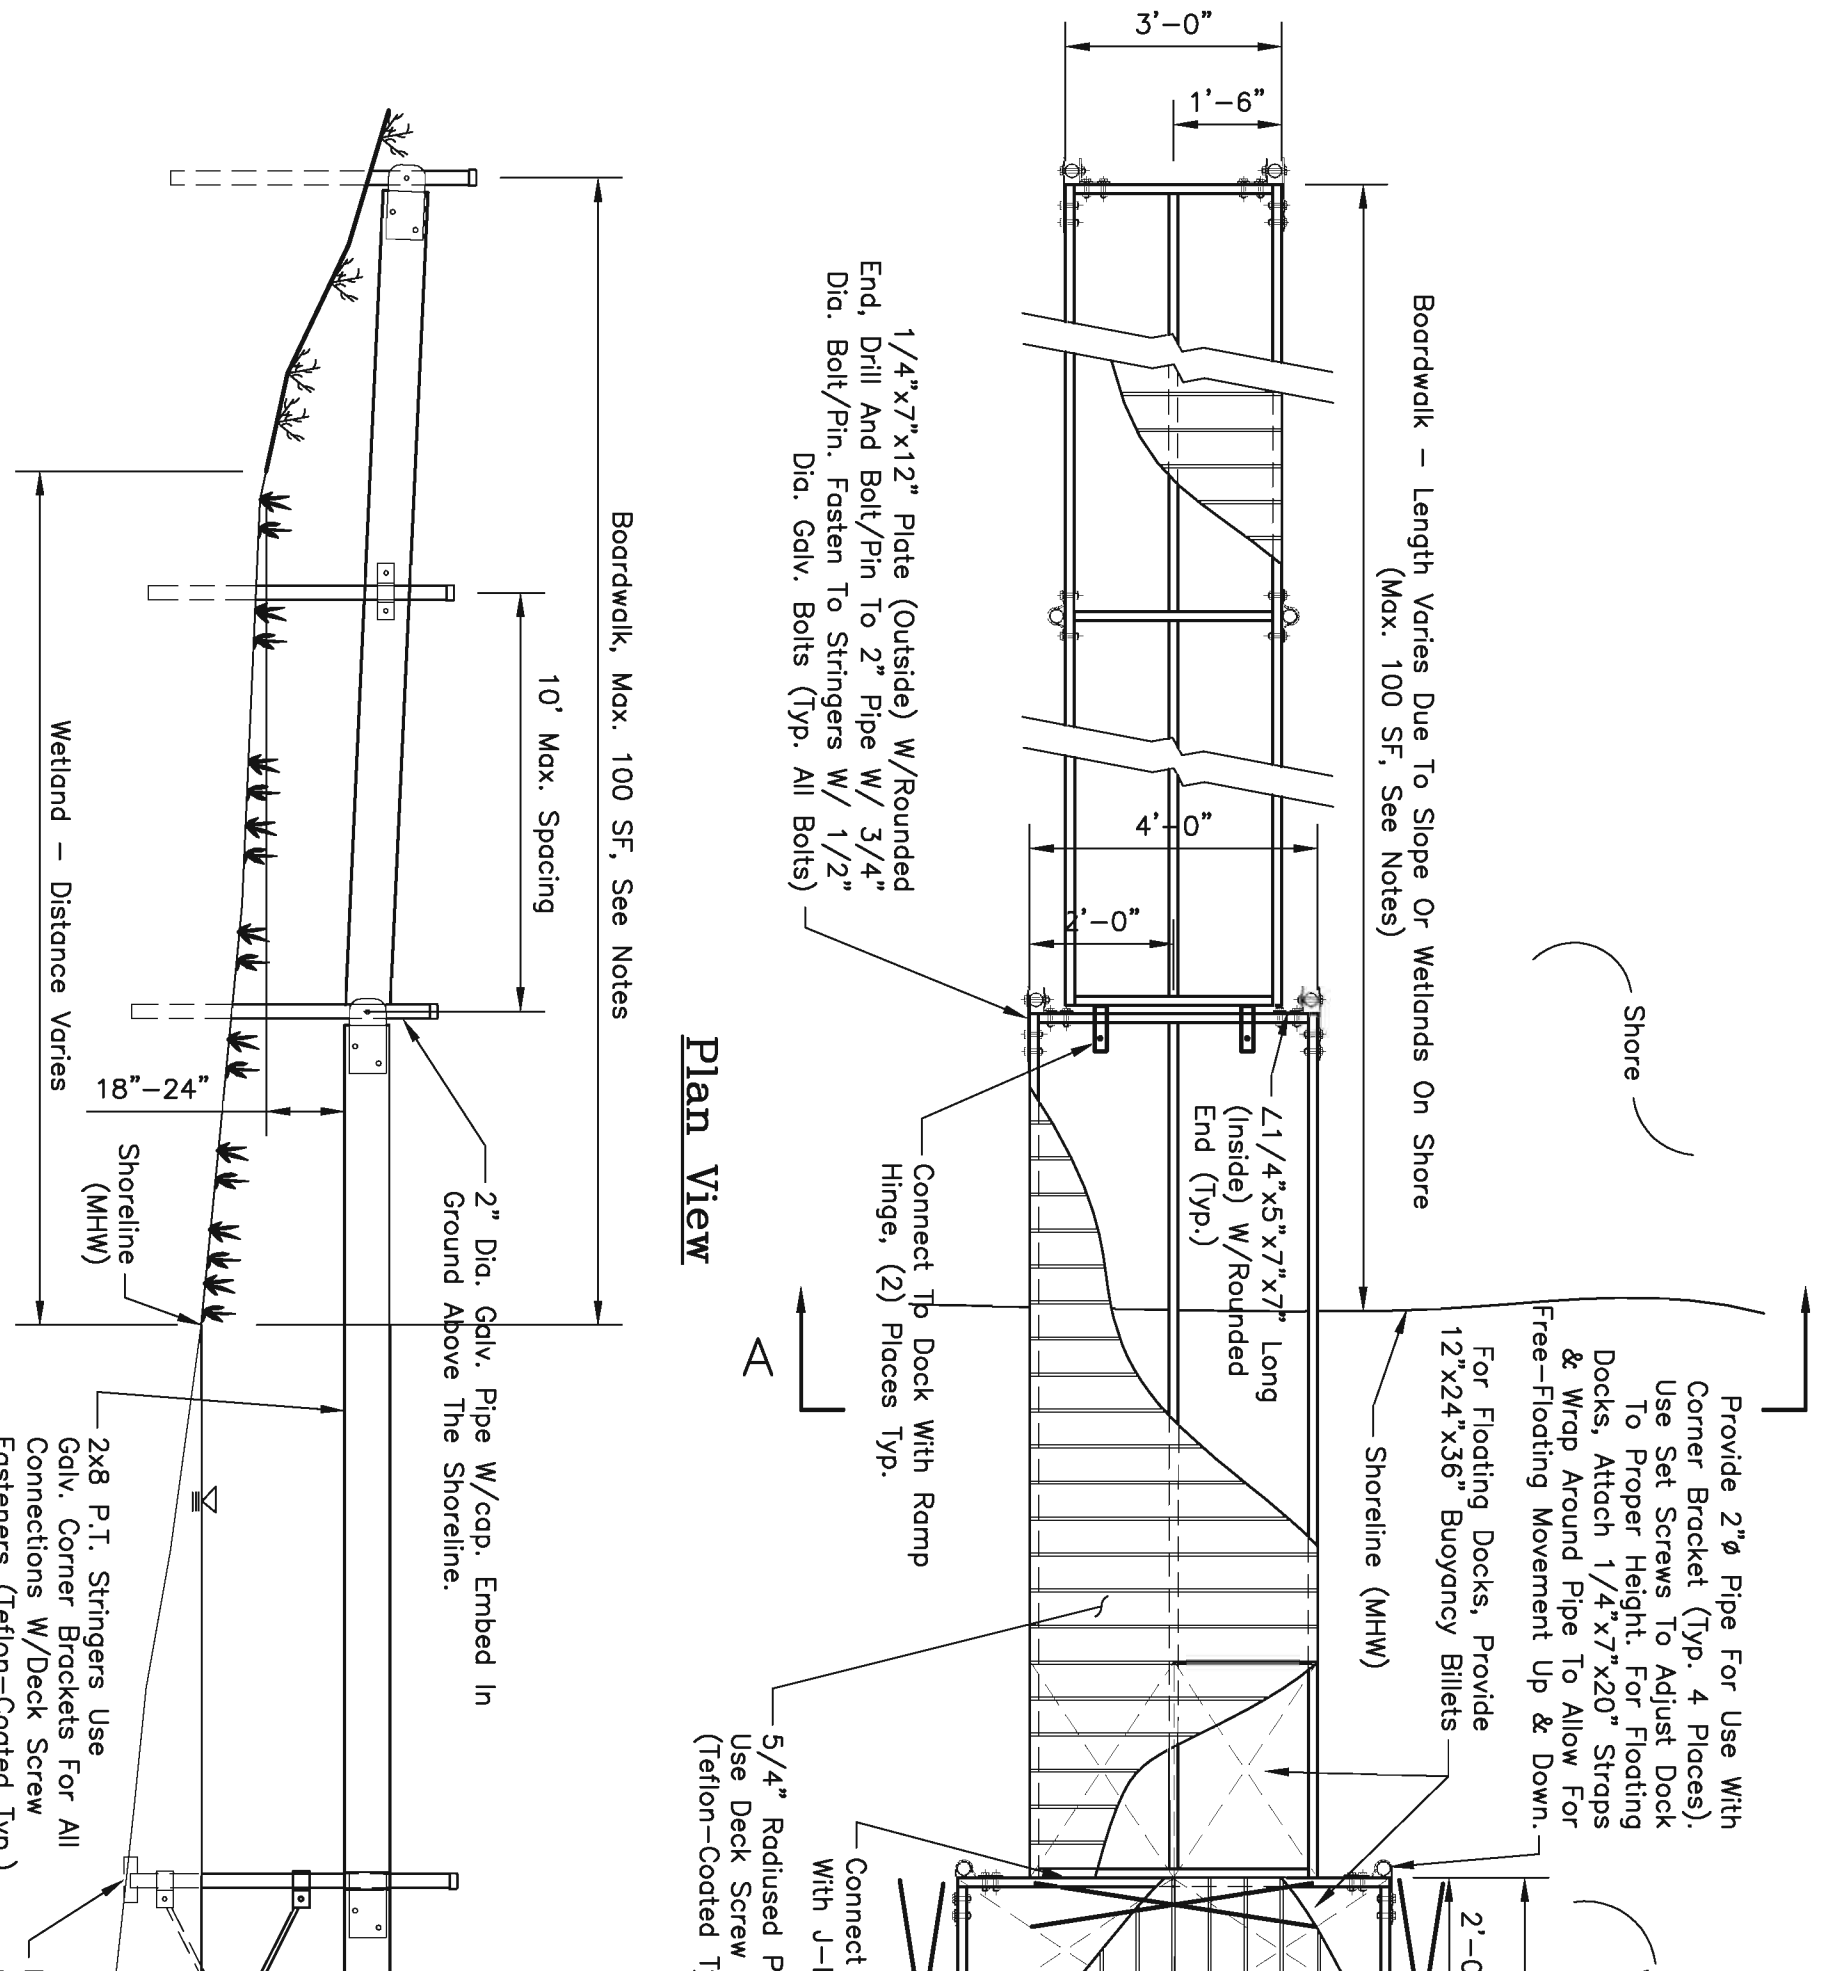 3'-0"
1'-6"
Boardwalk – Length Varies Due To Slope Or Wetlands On Shore
(Max. 100 SF, See Notes)
Shore
1/4"x7"x12" Plate (Outside) W/Rounded
End, Drill And Bolt/Pin To 2" Pipe W/ 3/4"
Dia. Bolt/Pin. Fasten To Stringers W/ 1/2"
Dia. Galv. Bolts (Typ. All Bolts)
4'-0"
2'-0"
∠1/4"x5"x7"x7" Long
(Inside) W/Rounded
End (Typ.)
Connect To Dock With Ramp
Hinge, (2) Places Typ.
Shoreline (MHW)
Provide 2"ø Pipe For Use With
Corner Bracket (Typ. 4 Places).
Use Set Screws To Adjust Dock
To Proper Height. For Floating
Docks, Attach 1/4"x7"x20" Straps
& Wrap Around Pipe To Allow For
Free-Floating Movement Up & Down.
For Floating Docks, Provide
12"x24"x36" Buoyancy Billets
5/4" Radiused
Use Deck Screw
(Teflon-Coated
Connect
With
A
Plan View
Boardwalk, Max. 100 SF, See Notes
10' Max. Spacing
Wetland – Distance Varies
18"-24"
Shoreline
(MHW)
2" Dia. Galv. Pipe W/cap. Embed In
Ground Above The Shoreline.
2x8 P.T. Stringers Use
Galv. Corner Brackets For All
Connections W/Deck Screw
Fasteners (Teflon-Coated Typ.)